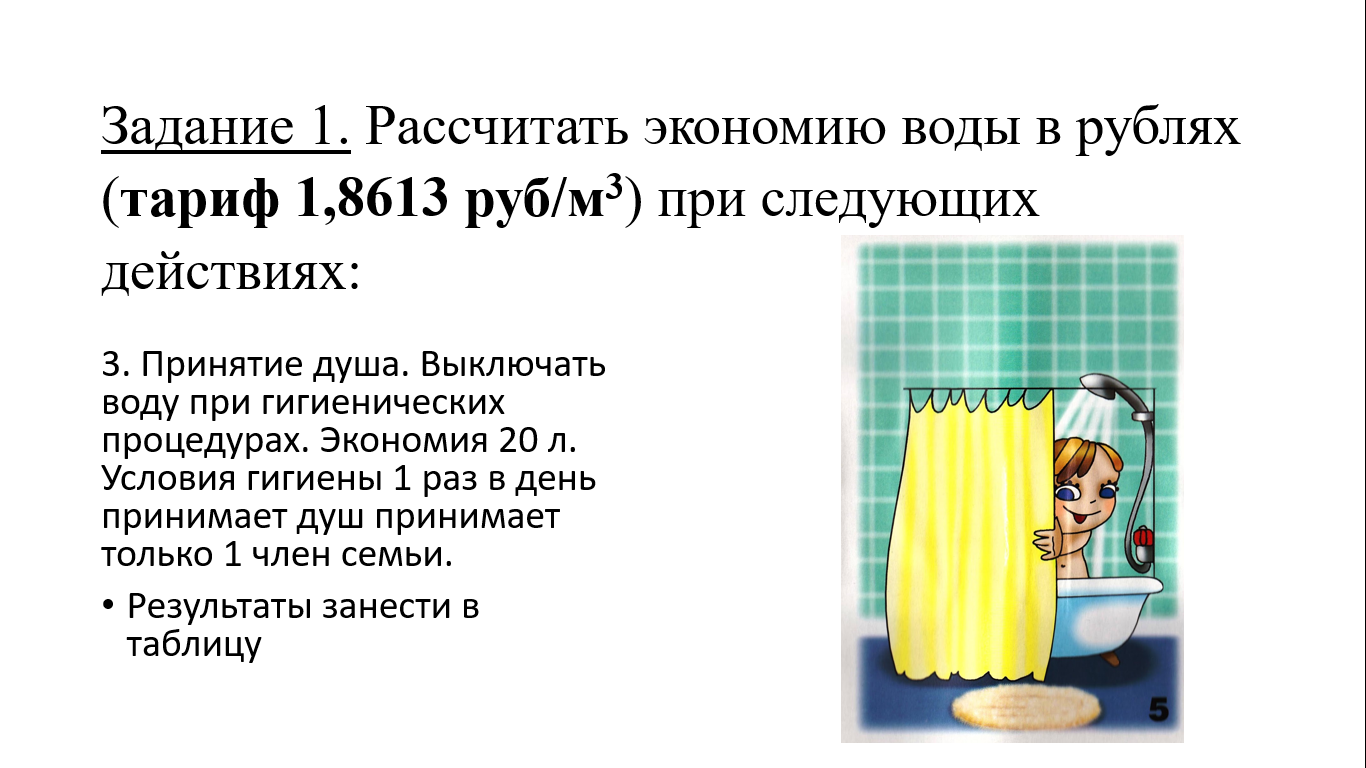 Задание 1. Рассчитать экономию воды в рублях
(тариф 1,8613 руб/м³) при следующих
действиях:
3. Принятие душа. Выключать
воду при гигиенических
процедурах. Экономия 20 л.
Условия гигиены 1 раз в день
принимает душ принимает
только 1 член семьи.
• Результаты занести в
таблицу
5